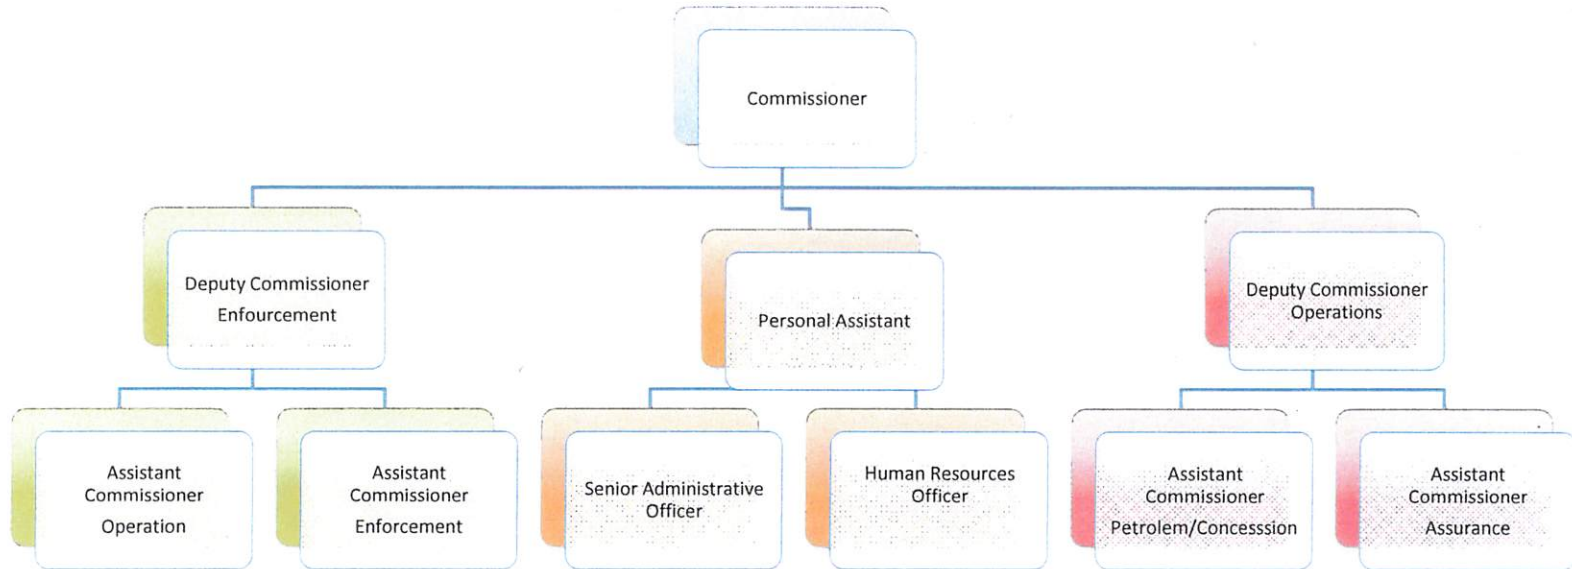 Commissioner
Deputy Commissioner
Enfourcement
Personal Assistant
Deputy Commissioner
Operations
Assistant
Commissioner
Operation
Assistant
Commissioner
Enforcement
Senior Administrative
Officer
Human Resources
Officer
Assistant
Commissioner
Petrolem/Concesssion
Assistant
Commissioner
Assurance